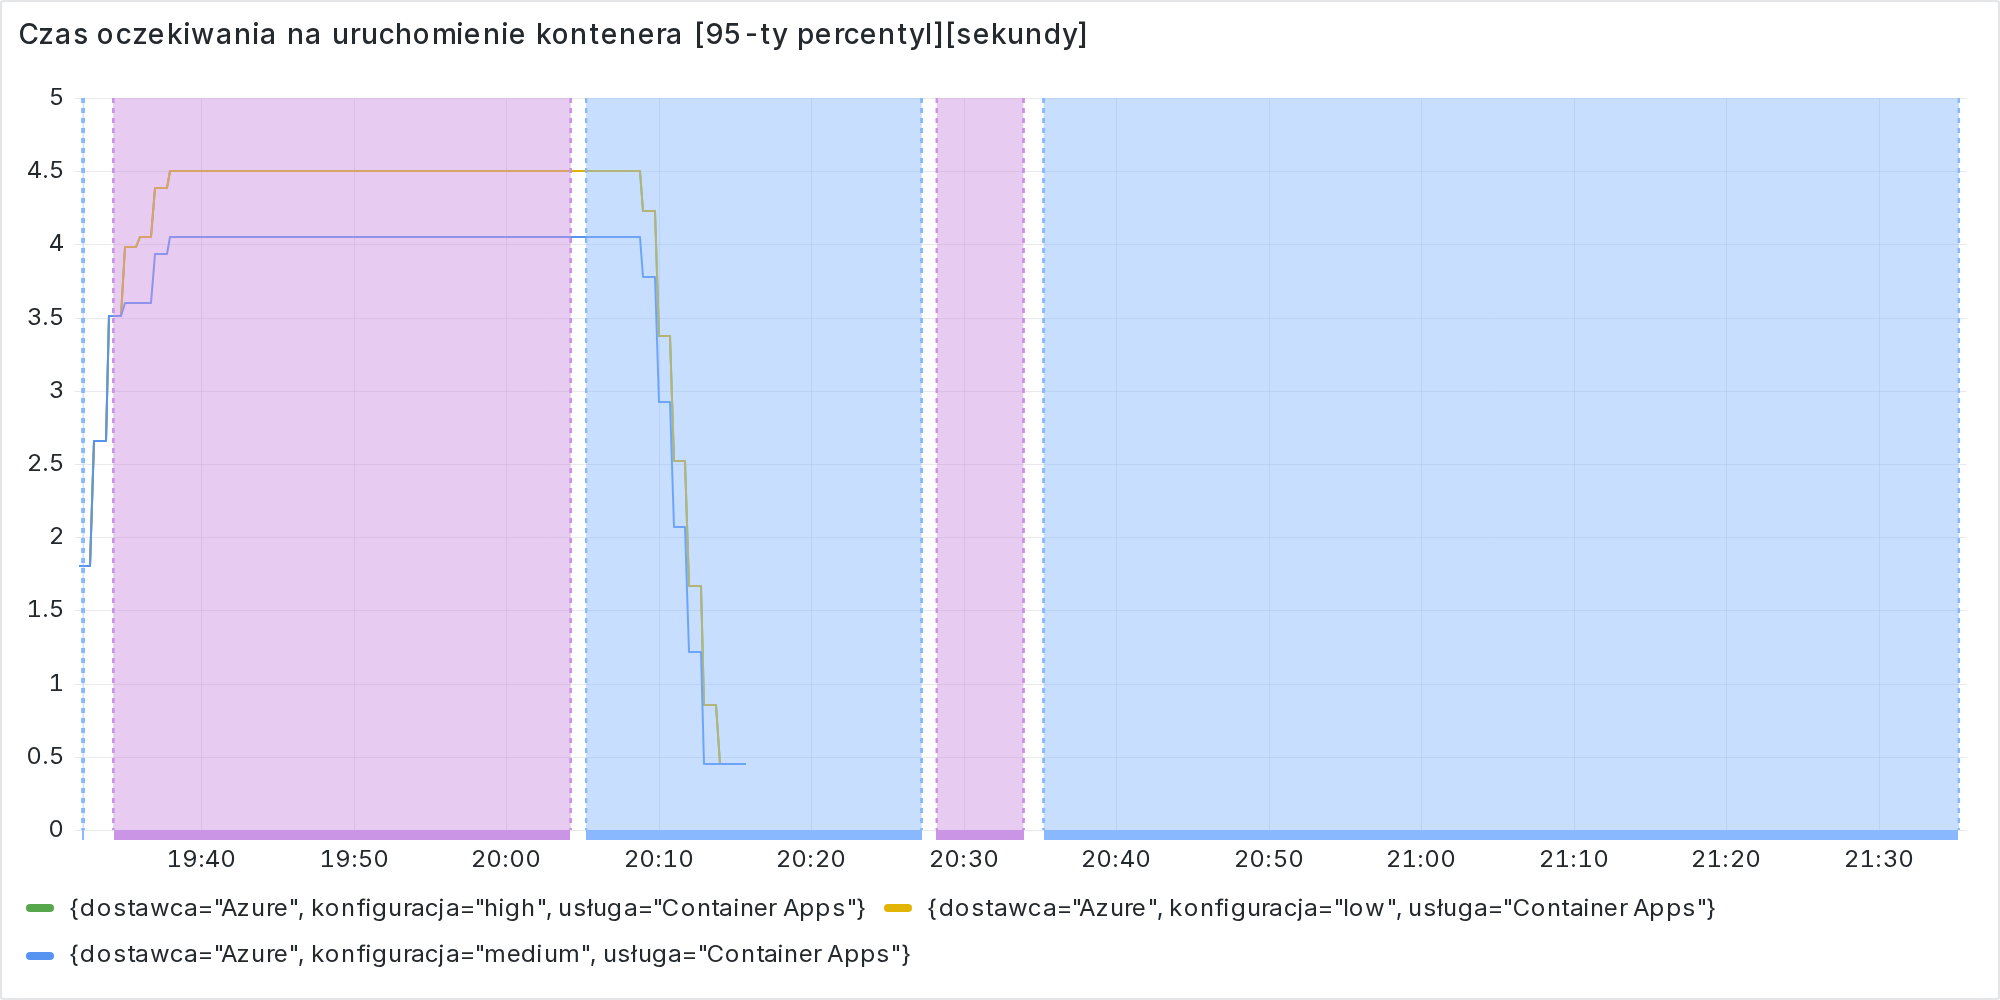 Czas oczekiwania na uruchomienie kontenera [95-ty percentyl][sekundy]
5
4.5
4
3.5
3
2.5
2
1.5
1
0.5
0
19:40 19:50 20:00 20:10 20:20 20:30 20:40 20:50 21:00 21:10 21:20 21:30
{dostawca="Azure", konfiguracja="high", usługa="Container Apps"} {dostawca="Azure", konfiguracja="low", usługa="Container Apps"}
{dostawca="Azure", konfiguracja="medium", usługa="Container Apps"}